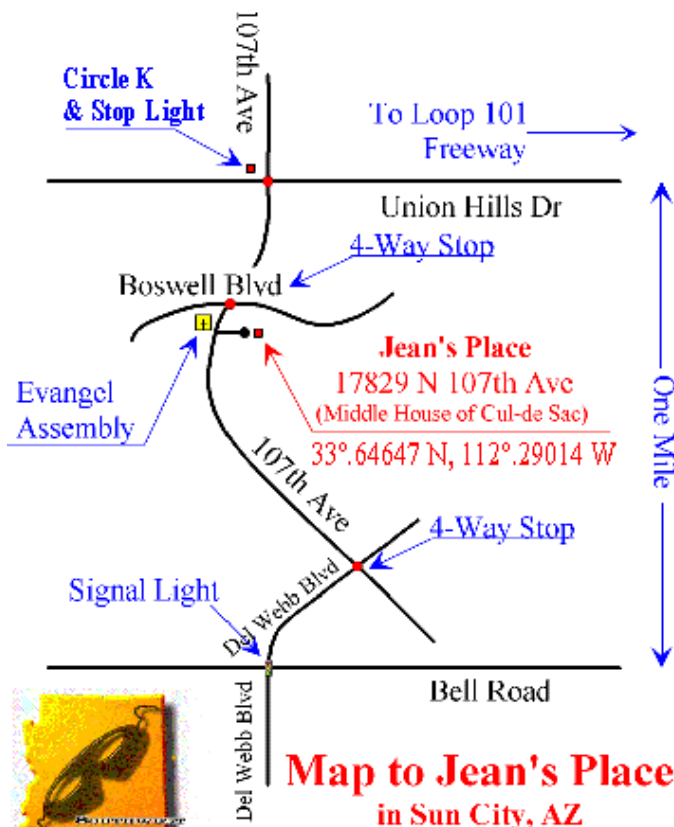 107th Ave
Circle K
& Stop Light
To Loop 101
Freeway
Union Hills Dr
4-Way Stop
Boswell Blvd
Jean's Place
17829 N 107th Ave
(Middle House of Cul-de Sac)
33°.64647 N, 112°.29014 W
Evangel
Assembly
One Mile
107th Ave
4-Way Stop
Signal Light
Del Webb Blvd
Bell Road
Del Webb Blvd
Map to Jean's Place
in Sun City, AZ